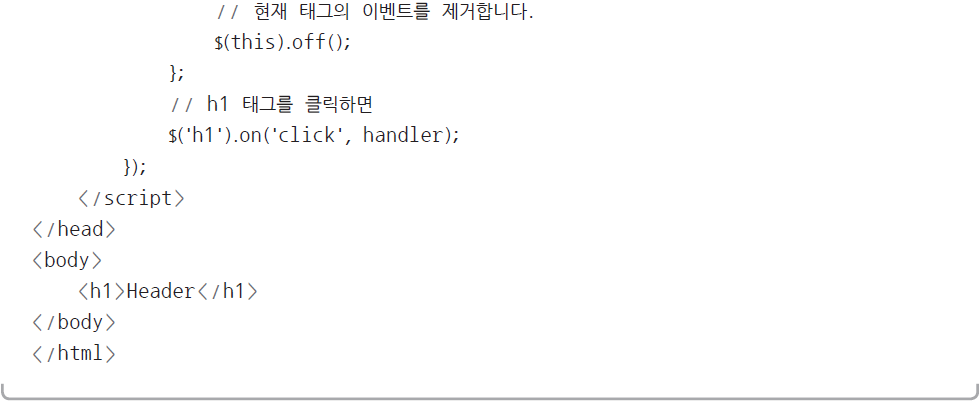 // 현재 태그의 이벤트를 제거합니다.
$(this).off();
};
// h1 태그를 클릭하면
$('h1').on('click', handler);
});
</script>
</head>
<body>
<h1>Header</h1>
</body>
</html>